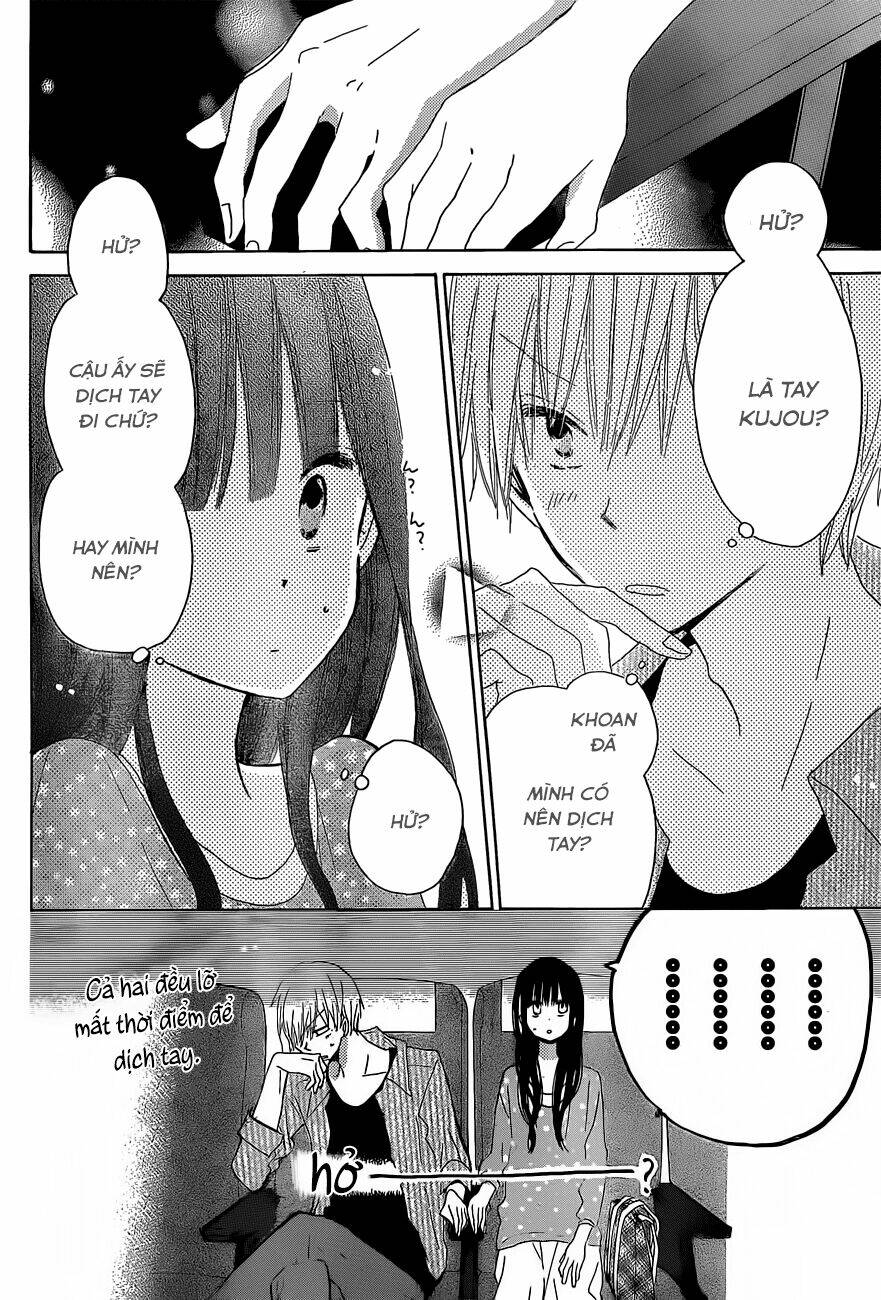 HỬ?
LÀ TAY
KUJOU?
KHOAN
ĐÃ
MÌNH CÓ
NÊN DỊCH
TAY?
HỬ?
CẬU ẤY SẼ
DỊCH TAY
ĐI CHỨ?
HAY MÌNH
NÊN?
HỬ?
Cả hai đều lỡ
mất thời điểm để
dịch tay.
hở ?